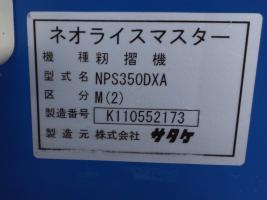 ネオライスマスター
機種 籾摺機
型式名 NPS350DXA
区分 M(2)
製造番号 K110552173
製造元 株式会社 サタケ